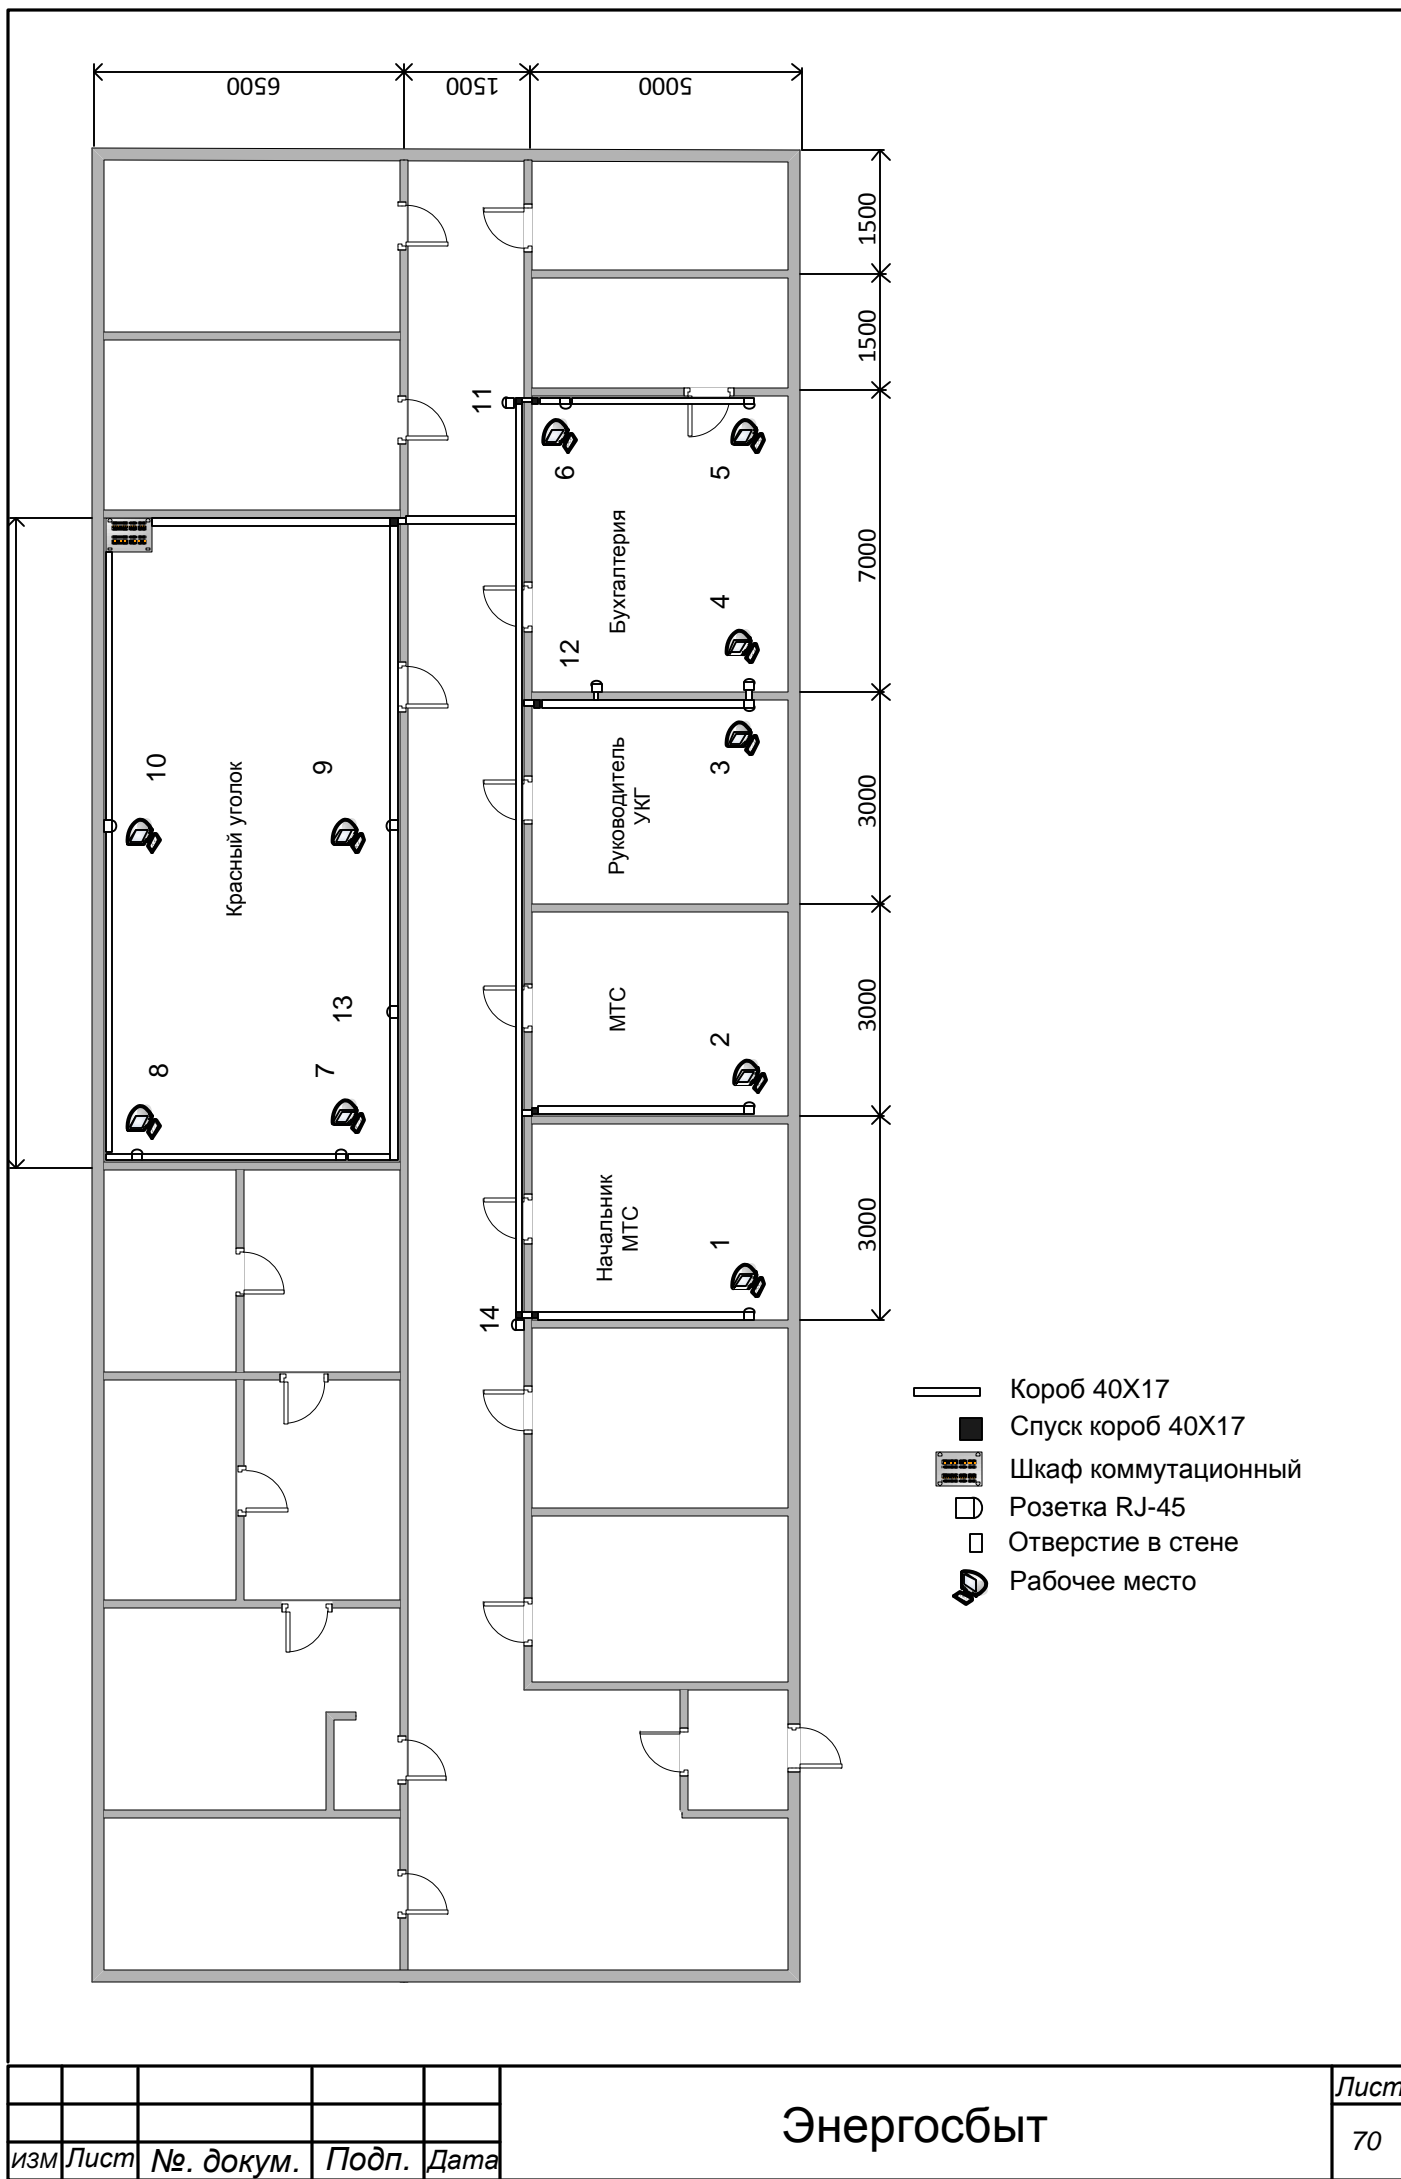 6500
1500
5000
1500
1500
7000
3000
3000
3000
11
6
5
Бухгалтерия
4
12
10
9
Красный уголок
Руководитель
УКГ
3
13
МТС
2
8
7
Начальник
МТС
1
14
Короб 40X17
Спуск короб 40X17
Шкаф коммутационный
Розетка RJ-45
Отверстие в стене
Рабочее место
изм Лист №. докум. Подп. Дата
Энергосбыт
Лист
70